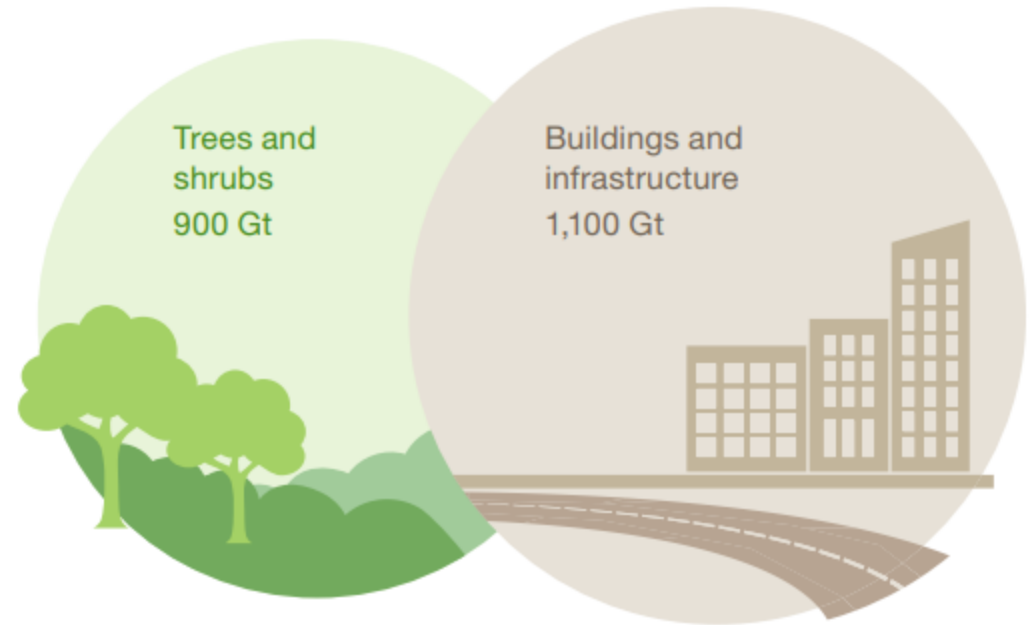 Trees and
shrubs
900 Gt
Buildings and
infrastructure
1,100 Gt